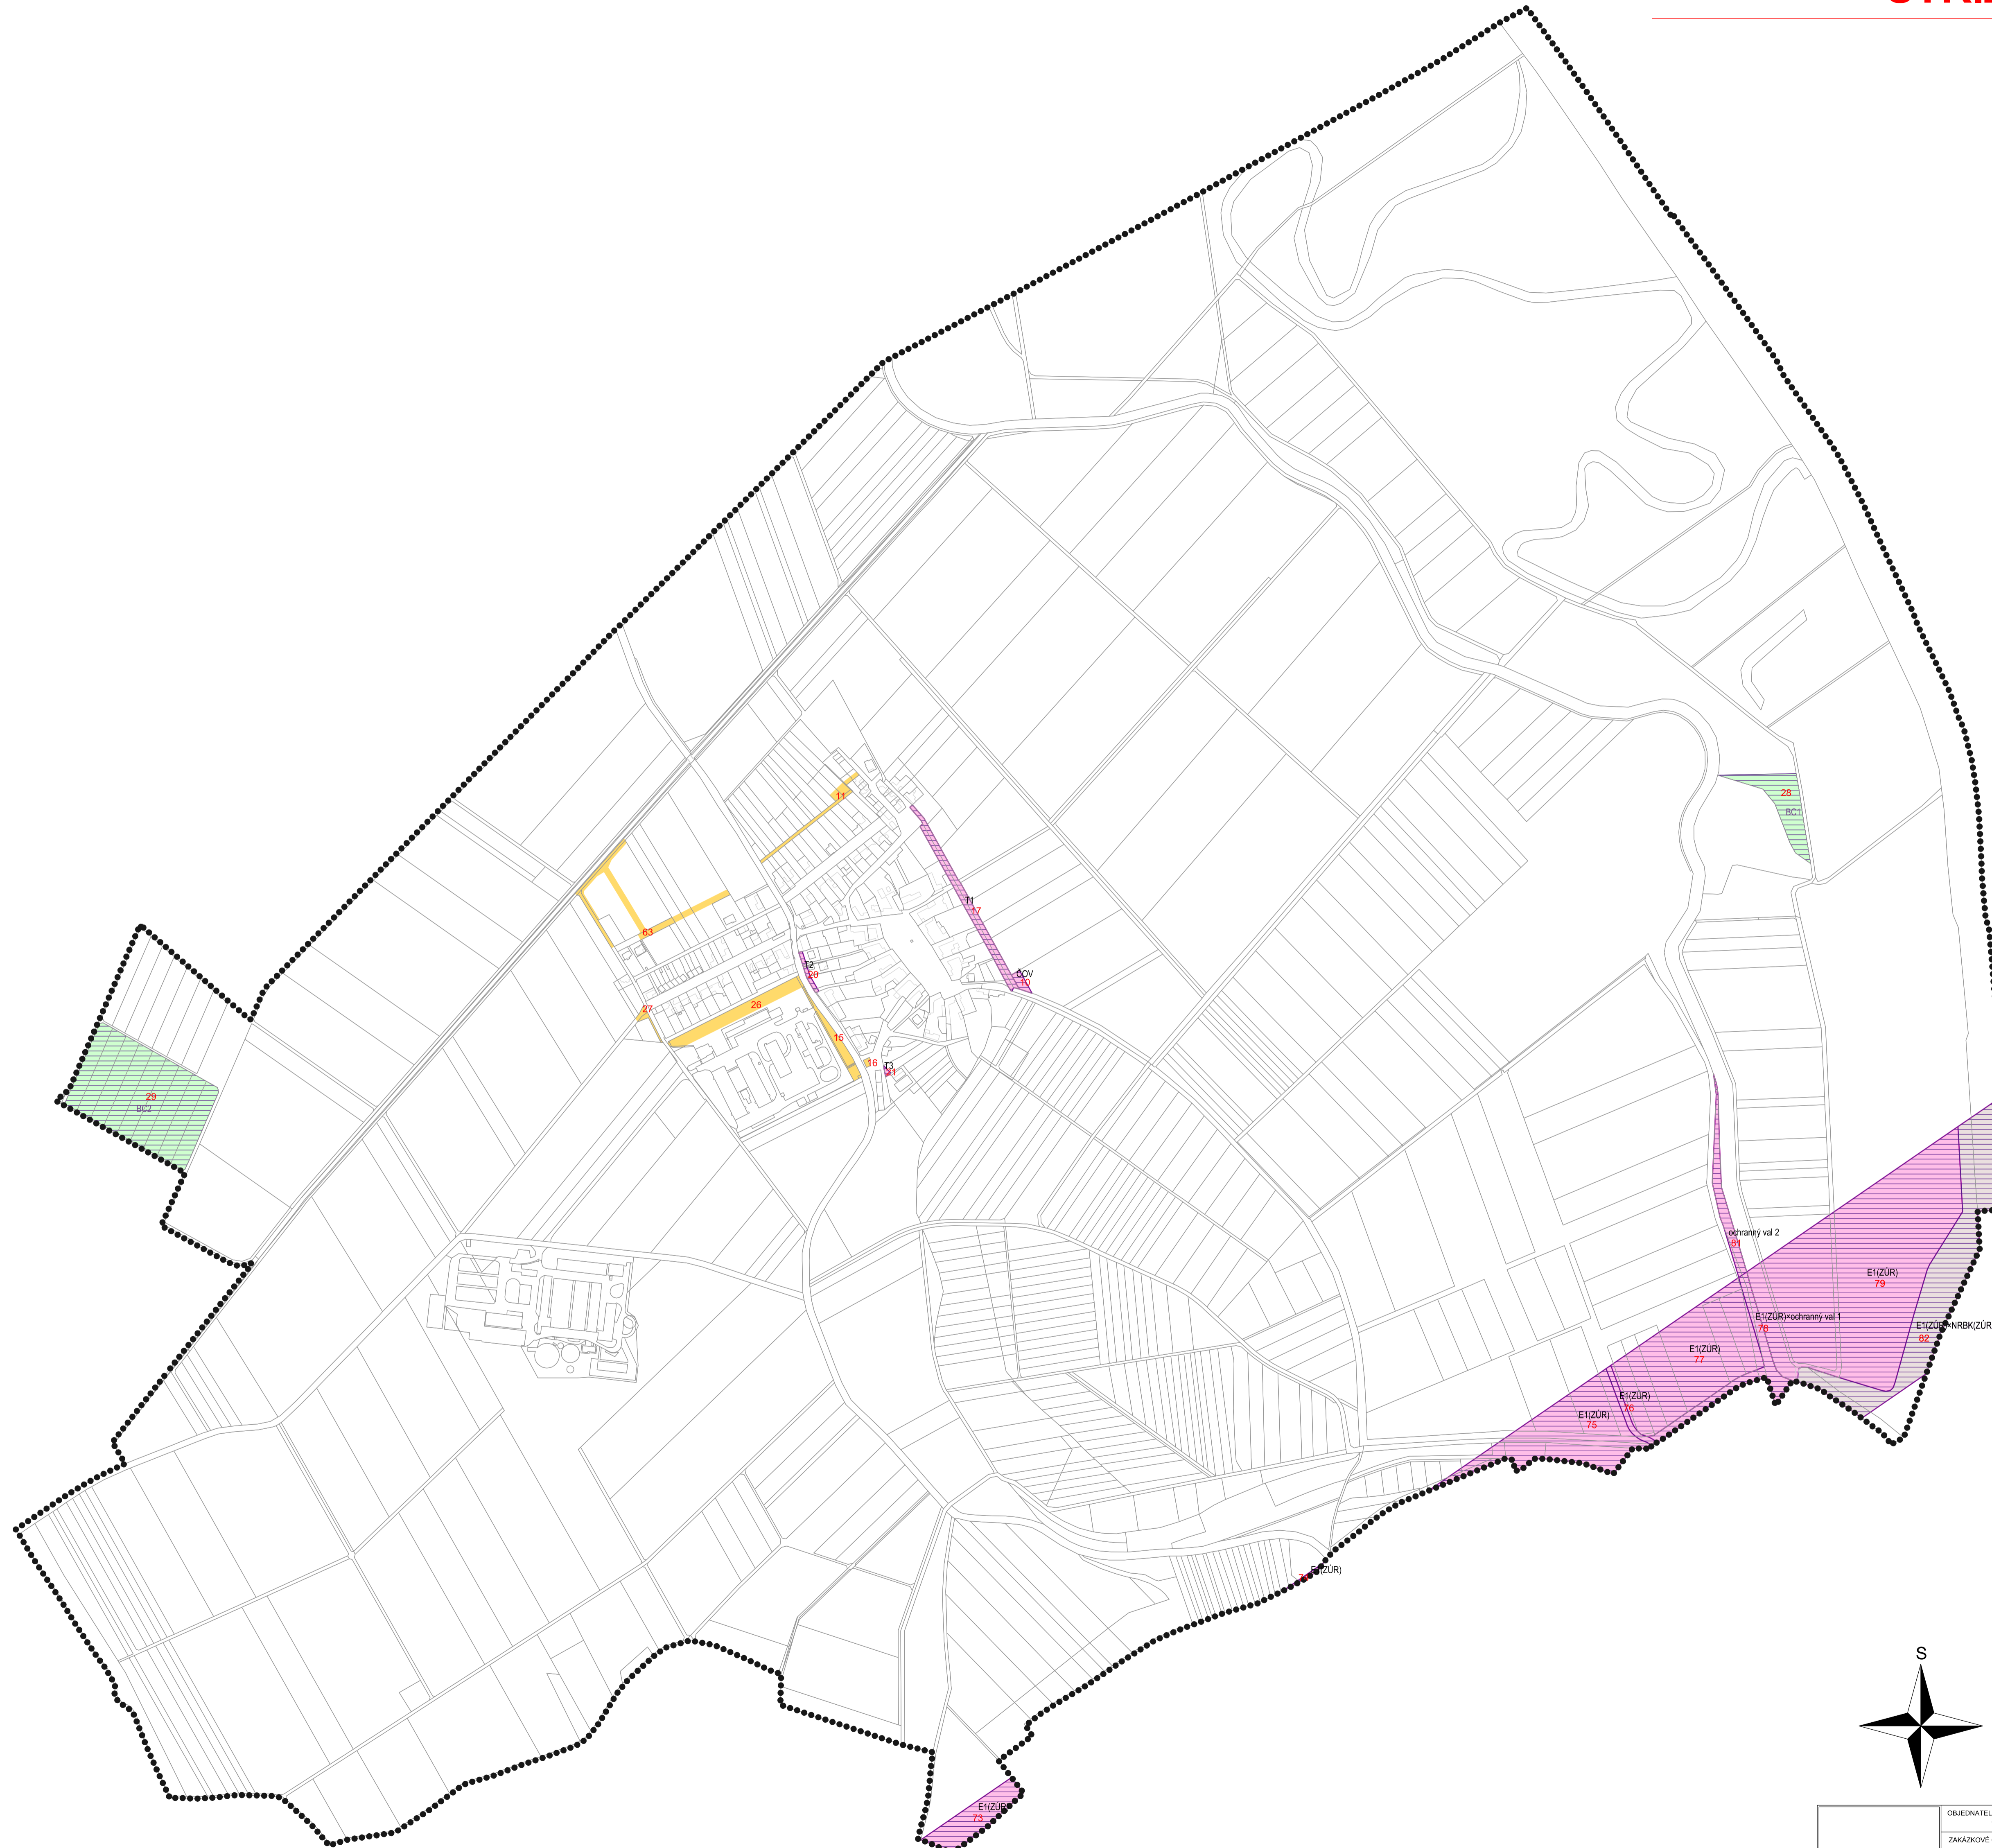 28
BC1
11
T1
17
63
T2
20
ČOV
10
26
27
15
16
T3
21
29
BC2
ochranný val 2
81
E1(ZÚR)
79
E1(ZÚR)×ochranný val 1
78
82
E1(ZÚR)
77
E1(ZÚR)
76
E1(ZÚR)
75
S
E1(ZÚR)
73
OBJEDNATEL
ZAKÁZKOVÉ